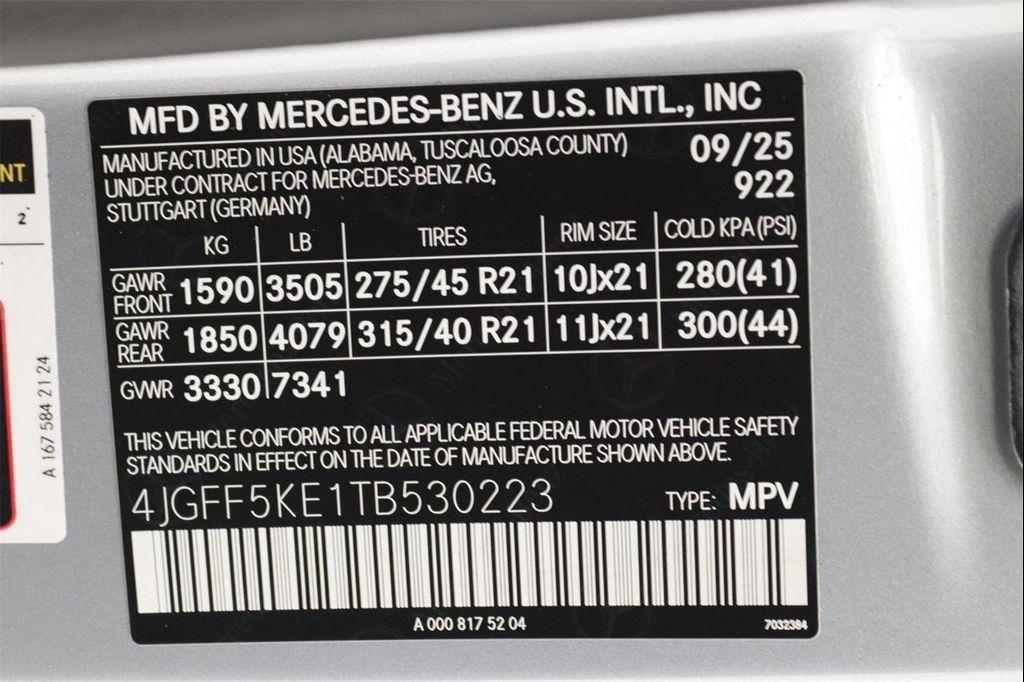 MFD BY MERCEDES-BENZ U.S. INTL., INC
MANUFACTURED IN USA (ALABAMA, TUSCALOOSA COUNTY) 09/25
UNDER CONTRACT FOR MERCEDES-BENZ AG, 922
STUTTGART (GERMANY)
KG LB TIRES RIM SIZE COLD KPA (PSI)
GAWR FRONT 1590 3505 275/45 R21 10Jx21 280(41)
GAWR REAR 1850 4079 315/40 R21 11Jx21 300(44)
GVWR 3330 7341
THIS VEHICLE CONFORMS TO ALL APPLICABLE FEDERAL MOTOR VEHICLE SAFETY
STANDARDS IN EFFECT ON THE DATE OF MANUFACTURE SHOWN ABOVE.
4JGFF5KE1TB530223 TYPE: MPV
A 000 817 52 04 7032384
NT
2
A 167 584 21 24